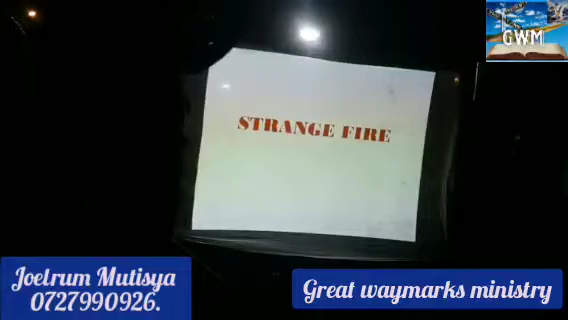 GWM
STRANGE FIRE
Joelrum Mutisya
0727990926.
Great waymarks ministry